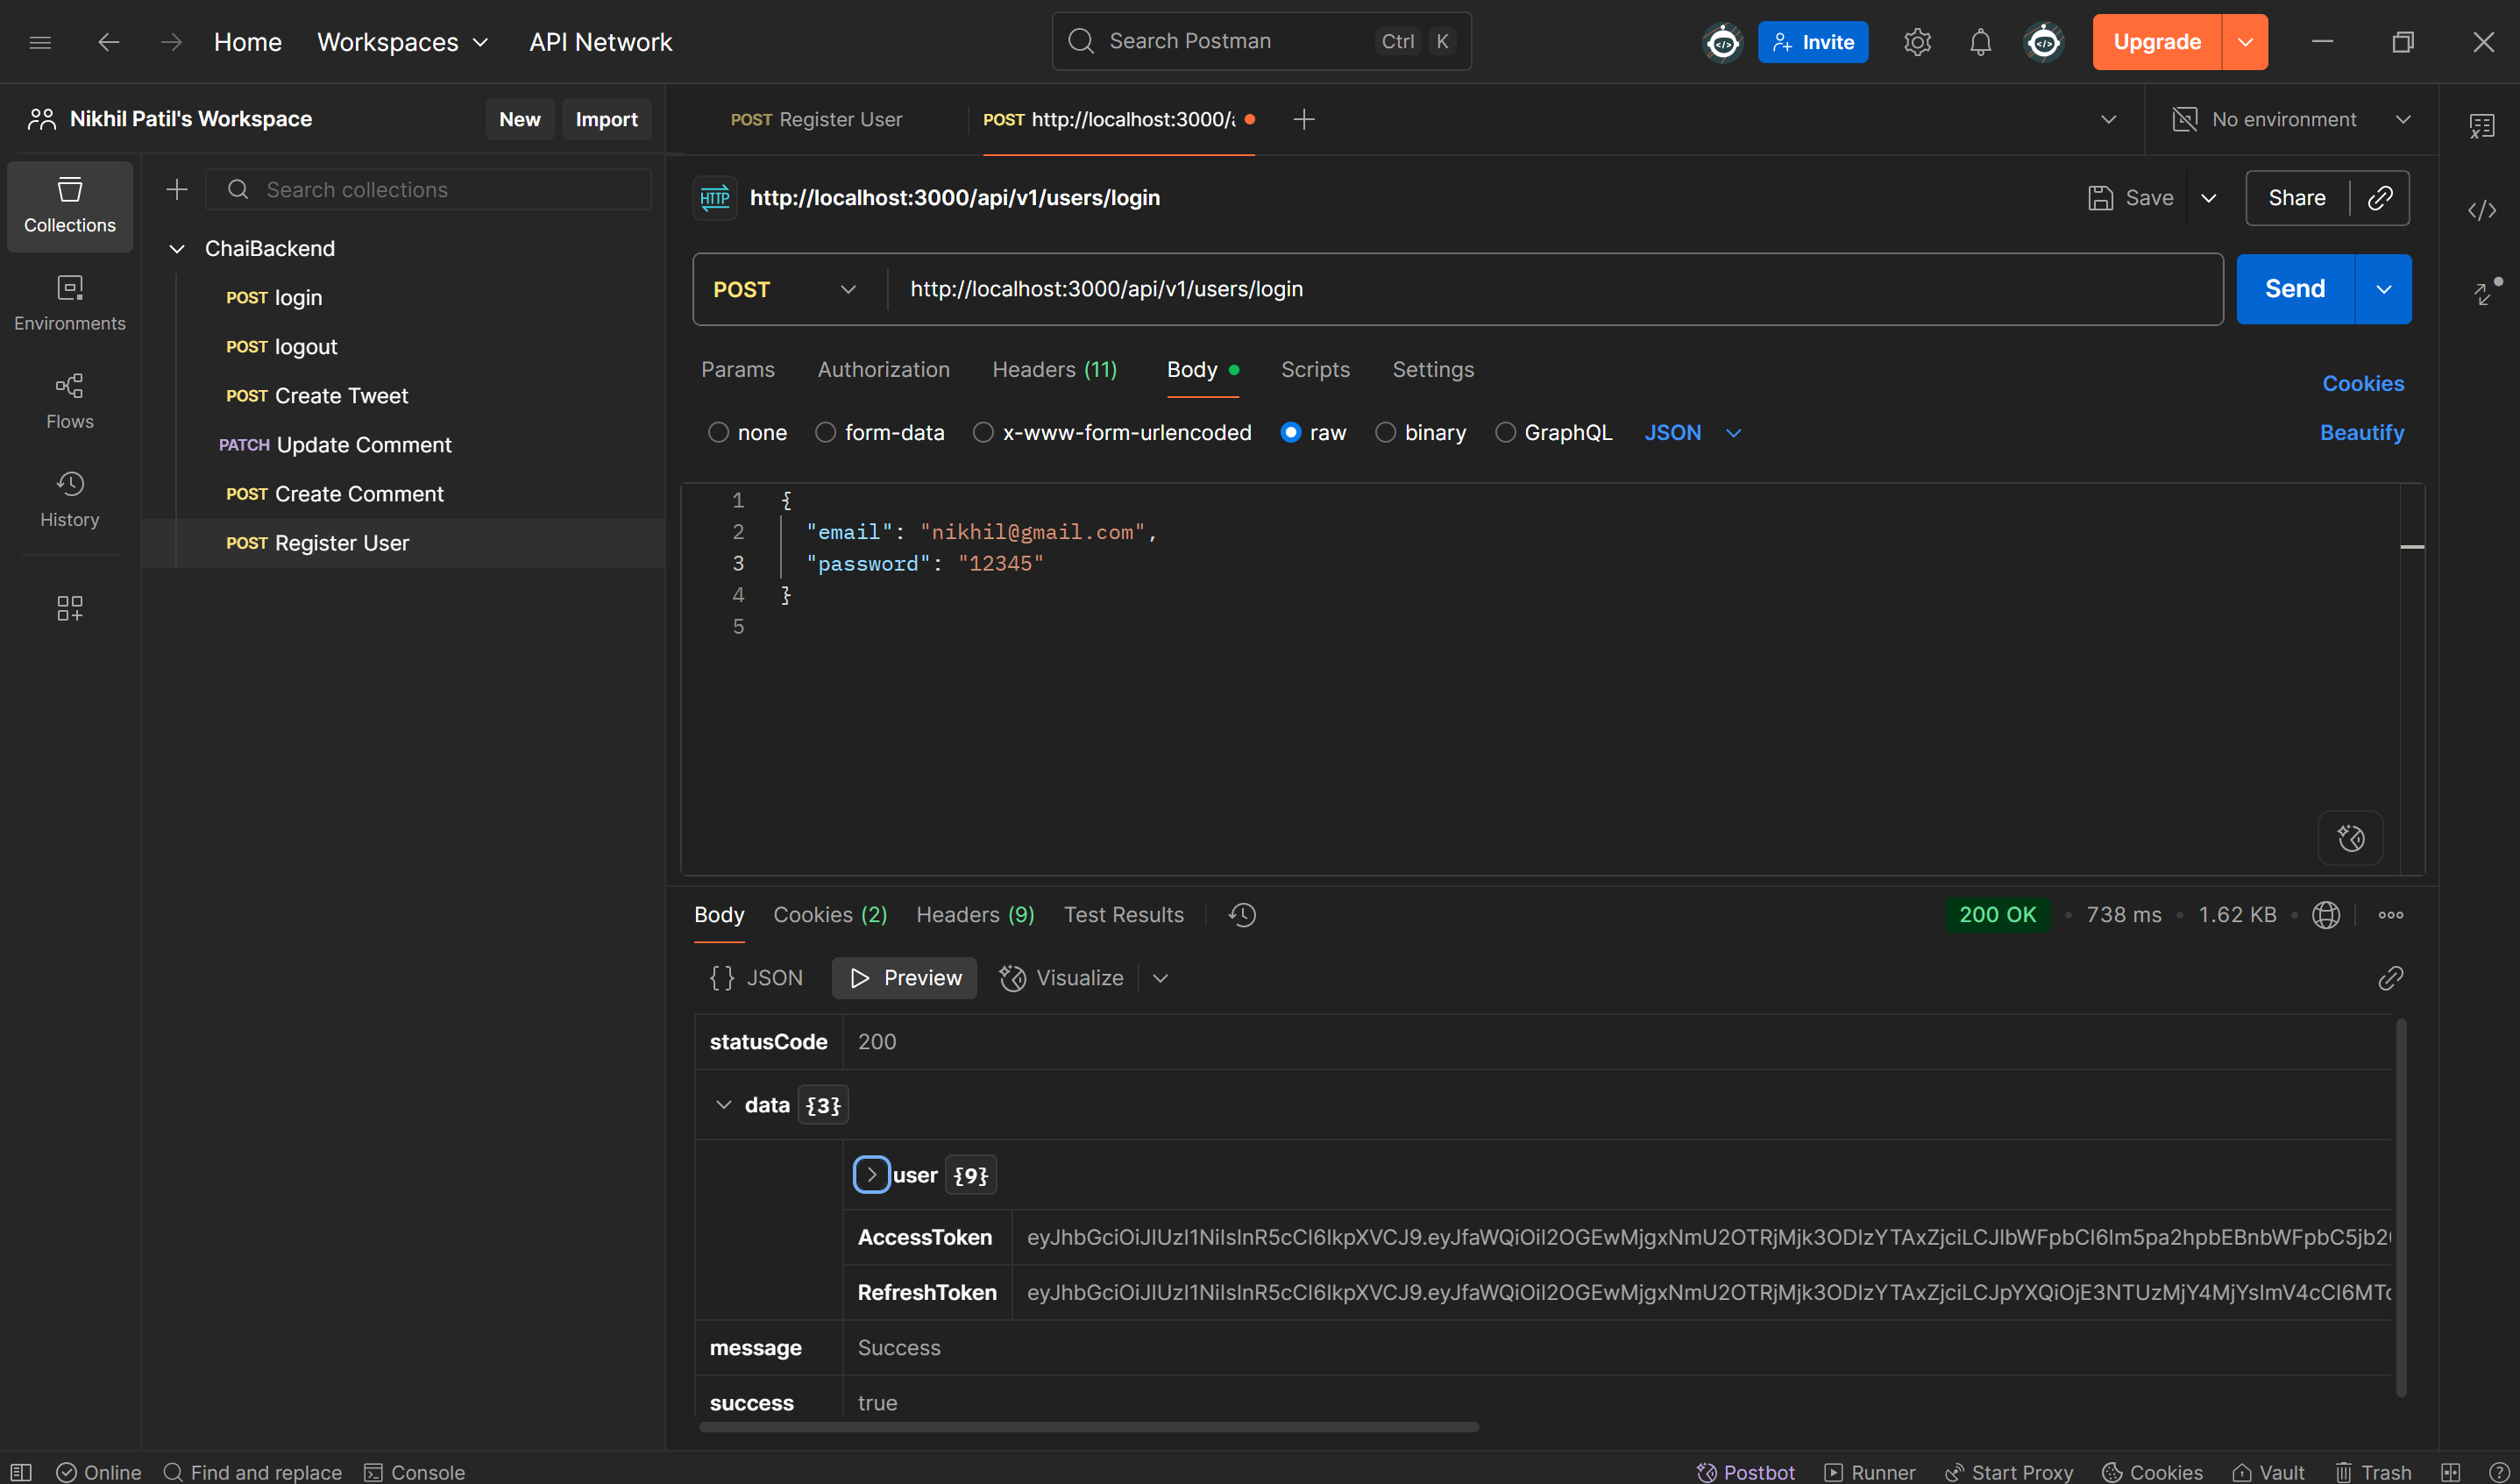 Home Workspaces API Network Search Postman Ctrl K Invite Upgrade
Nikhil Patil's Workspace New Import
POST Register User POST http://localhost:3000/a No environment
Collections
Environments
Flows
History
Search collections
ChaiBackend
POST login
POST logout
POST Create Tweet
PATCH Update Comment
POST Create Comment
POST Register User
HTTP http://localhost:3000/api/v1/users/login Save Share
POST http://localhost:3000/api/v1/users/login Send
Params Authorization Headers (11) Body Scripts Settings Cookies
none form-data x-www-form-urlencoded raw binary GraphQL JSON Beautify
1 {
2 "email": "nikhil@gmail.com",
3 "password": "12345"
4 }
5
Body Cookies (2) Headers (9) Test Results 200 OK 738 ms 1.62 KB
{} JSON Preview Visualize
statusCode 200
data {3}
user {9}
AccessToken
RefreshToken
message Success
success true
Online Find and replace Console Postbot Runner Start Proxy Cookies Vault Trash